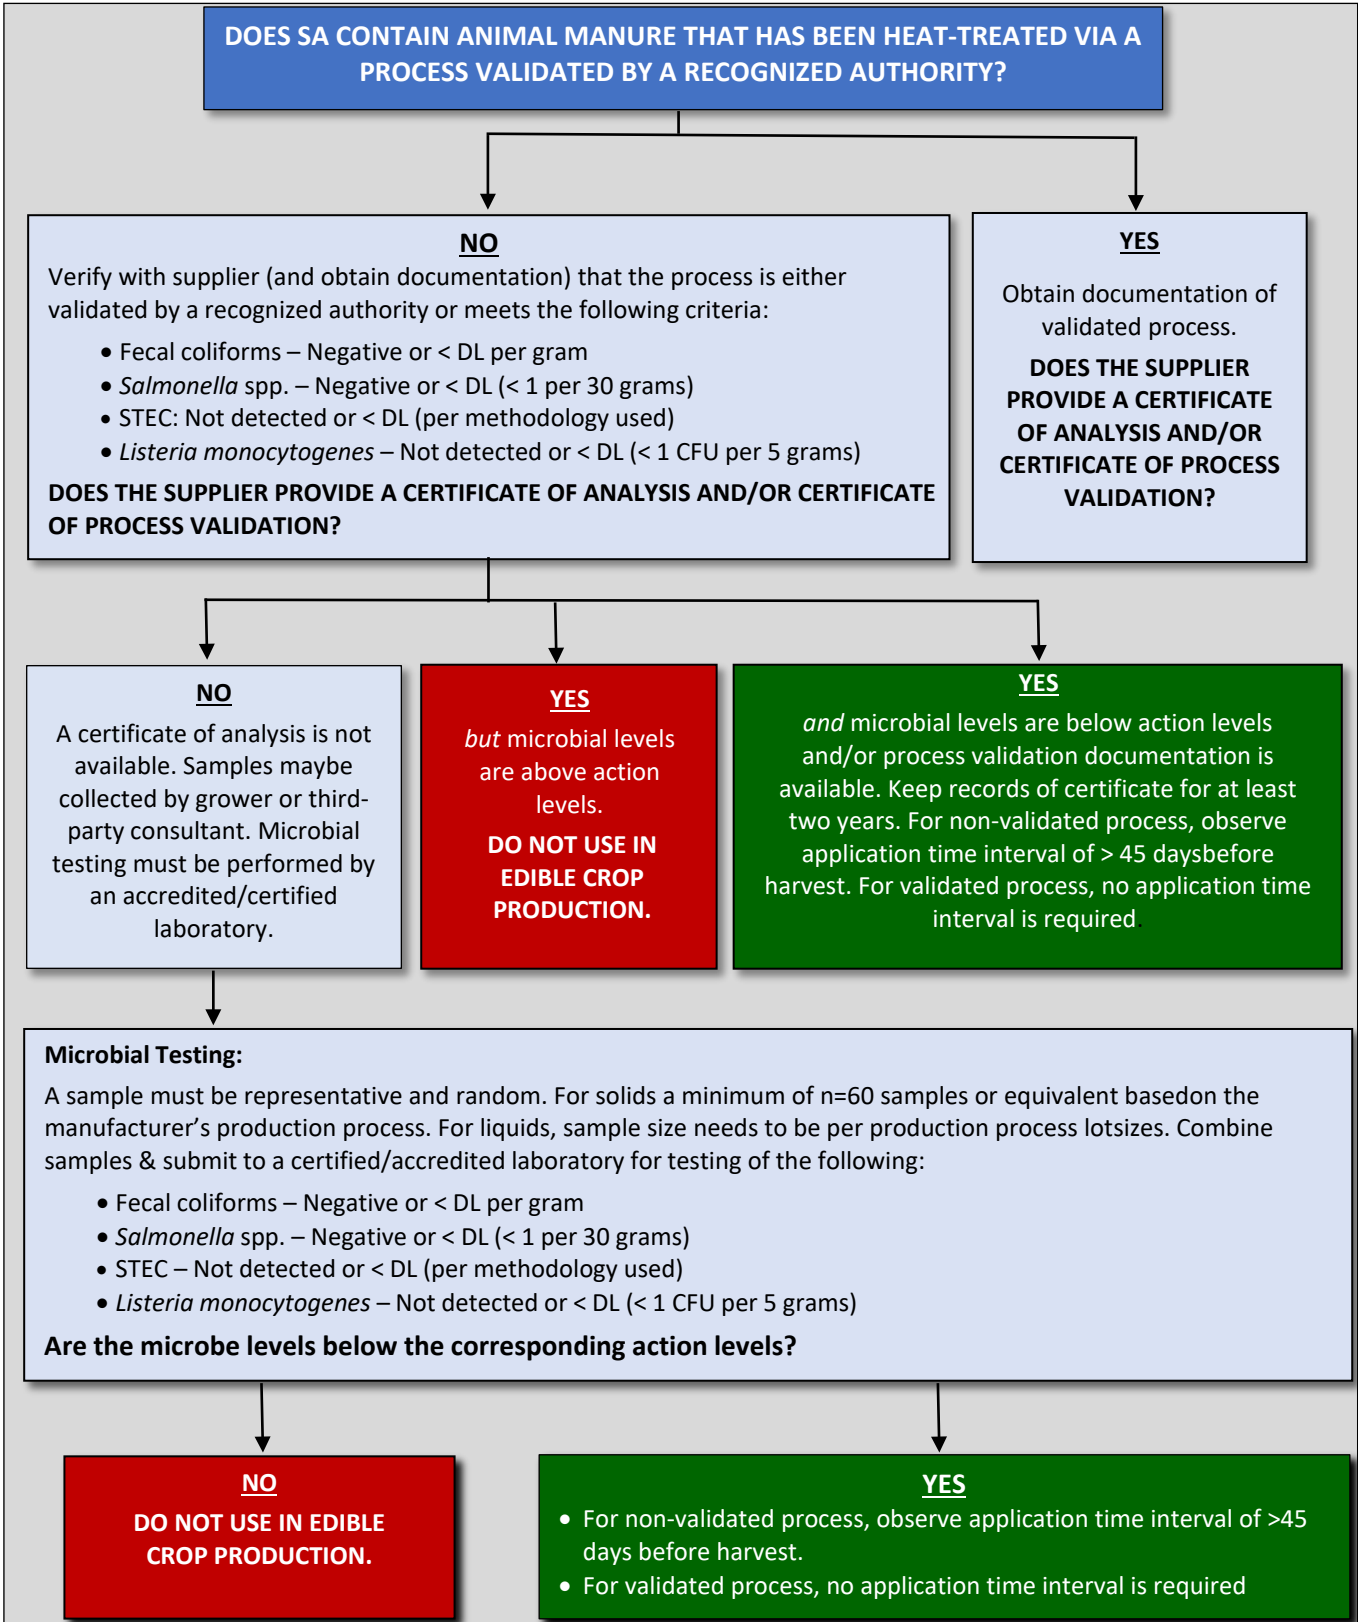 DOES SA CONTAIN ANIMAL MANURE THAT HAS BEEN HEAT-TREATED VIA A
PROCESS VALIDATED BY A RECOGNIZED AUTHORITY?
NO
Verify with supplier (and obtain documentation) that the process is either
validated by a recognized authority or meets the following criteria:
• Fecal coliforms – Negative or < DL per gram
• Salmonella spp. – Negative or < DL (< 1 per 30 grams)
• STEC: Not detected or < DL (per methodology used)
• Listeria monocytogenes – Not detected or < DL (< 1 CFU per 5 grams)
DOES THE SUPPLIER PROVIDE A CERTIFICATE OF ANALYSIS AND/OR CERTIFICATE
OF PROCESS VALIDATION?
YES
Obtain documentation of
validated process.
DOES THE SUPPLIER
PROVIDE A CERTIFICATE
OF ANALYSIS AND/OR
CERTIFICATE OF PROCESS
VALIDATION?
NO
A certificate of analysis is not
available. Samples maybe
collected by grower or third-
party consultant. Microbial
testing must be performed by
an accredited/certified
laboratory.
YES
but microbial levels
are above action
levels.
DO NOT USE IN
EDIBLE CROP
PRODUCTION.
YES
and microbial levels are below action levels
and/or process validation documentation is
available. Keep records of certificate for at least
two years. For non-validated process, observe
application time interval of > 45 daysbefore
harvest. For validated process, no application time
interval is required.
Microbial Testing:
A sample must be representative and random. For solids a minimum of n=60 samples or equivalent basedon the
manufacturer’s production process. For liquids, sample size needs to be per production process lotsizes. Combine
samples & submit to a certified/accredited laboratory for testing of the following:
• Fecal coliforms – Negative or < DL per gram
• Salmonella spp. – Negative or < DL (< 1 per 30 grams)
• STEC – Not detected or < DL (per methodology used)
• Listeria monocytogenes – Not detected or < DL (< 1 CFU per 5 grams)
Are the microbe levels below the corresponding action levels?
NO
DO NOT USE IN EDIBLE
CROP PRODUCTION.
YES
• For non-validated process, observe application time interval of >45
days before harvest.
• For validated process, no application time interval is required